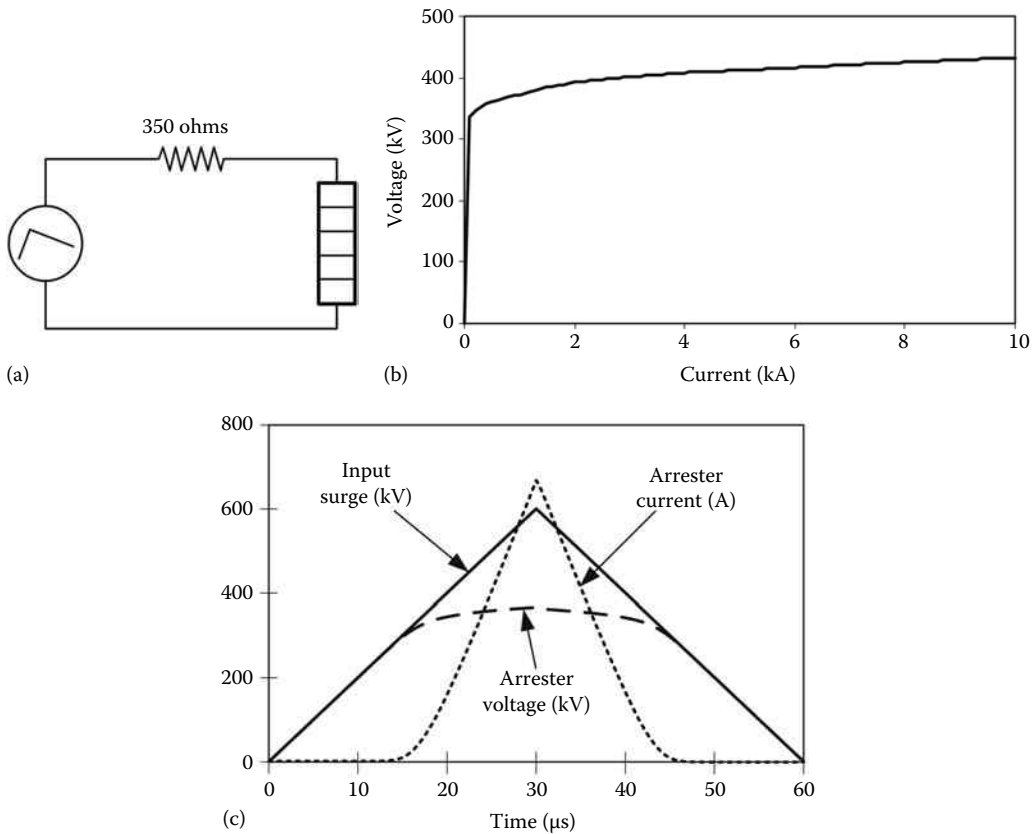 350 ohms
(a)
500
400
300
200
100
0
Voltage (kV)
0
2
4
6
8
10
Current (kA)
(b)
800
600
400
200
0
Input
surge (kV)
Arrester
current (A)
Arrester
voltage (kV)
0
10
20
30
40
50
60
Time (μs)
(c)